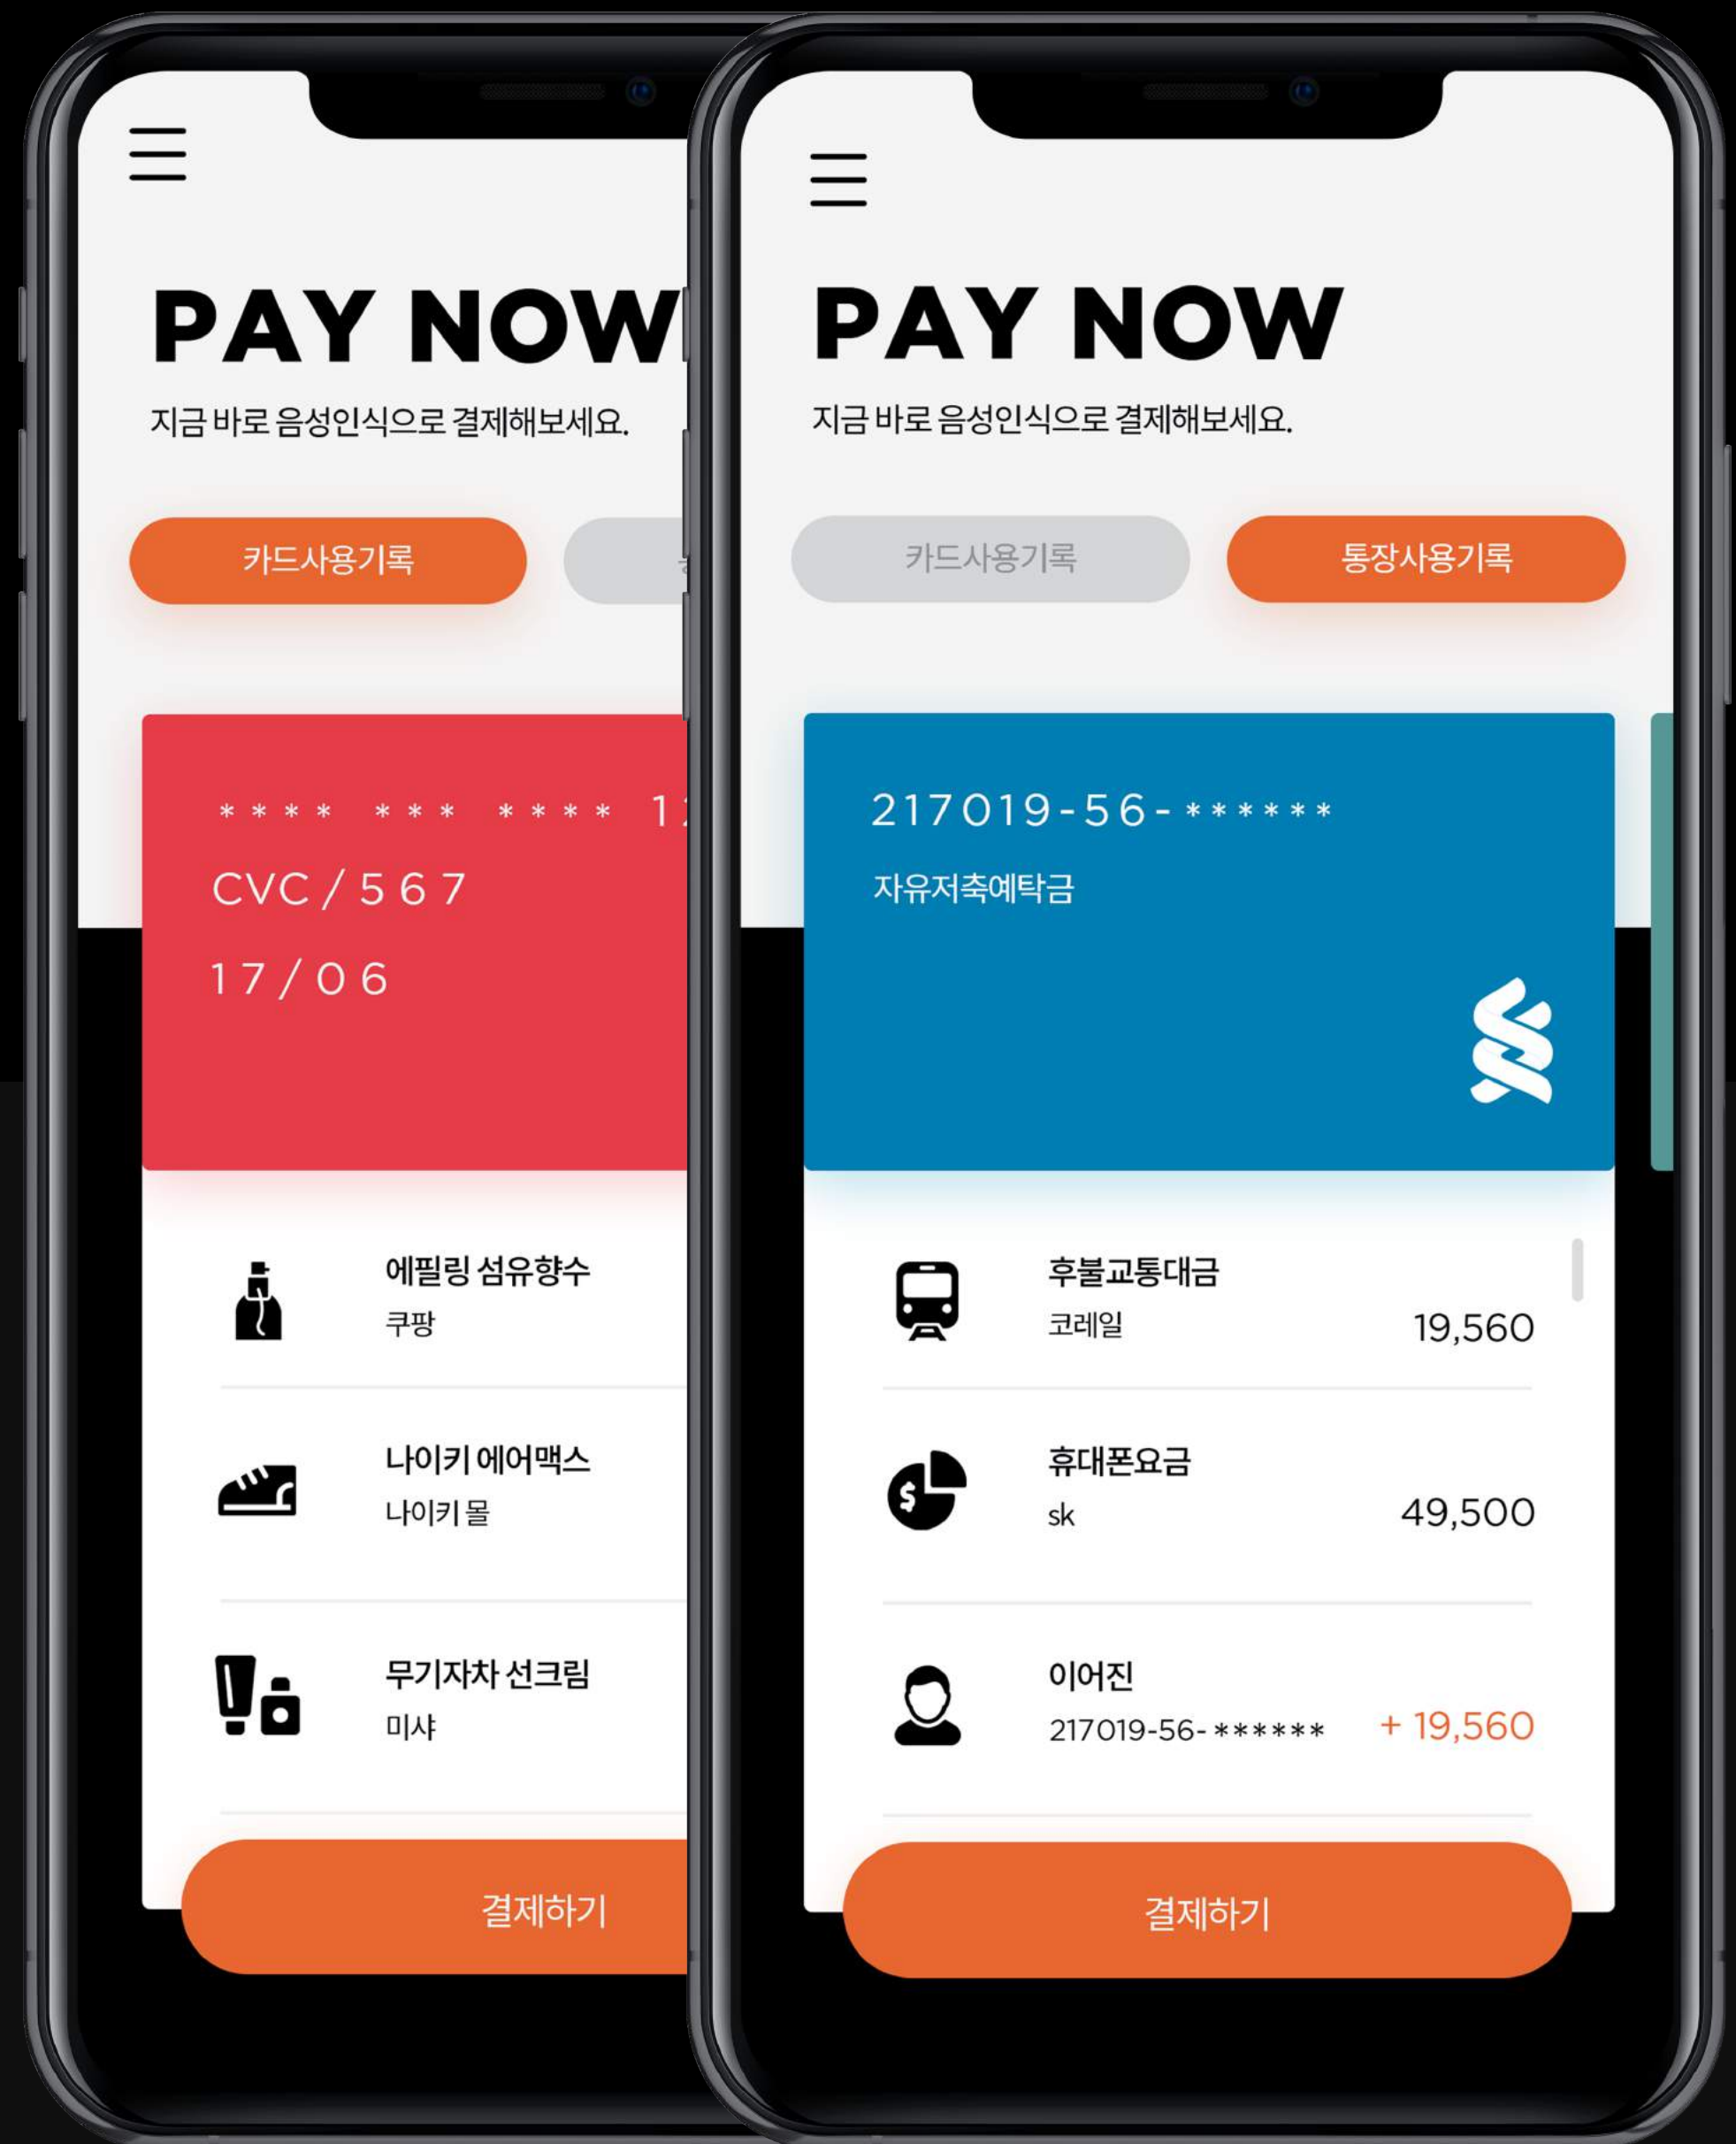 PAY NOW
지금 바로 음성인식으로 결제해보세요.
카드사용기록
**** *** **** 1
CVC/567
17/06
에필링 섬유향수
쿠팡
나이키 에어맥스
나이키 몰
무기자차 선크림
미샤
결제하기
PAY NOW
지금 바로 음성인식으로 결제해보세요.
카드사용기록
통장사용기록
217019-56-******
자유저축예탁금
후불교통대금
코레일
19,560
휴대폰요금
sk
49,500
이어진
217019-56-******
+ 19,560
결제하기